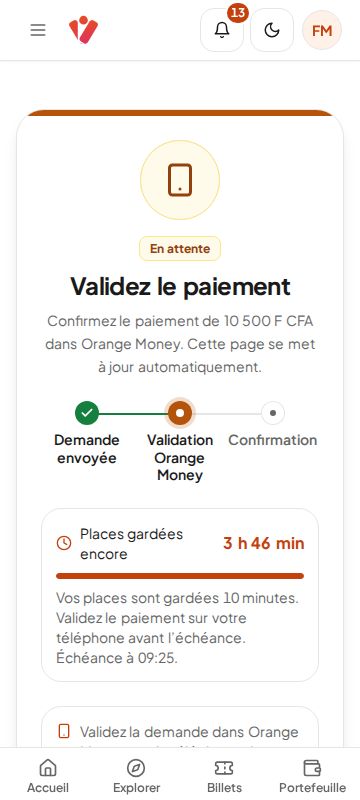 13
FM
En attente
Validez le paiement
Confirmez le paiement de 10 500 F CFA
dans Orange Money. Cette page se met
à jour automatiquement.
Demande
envoyée
Validation
Orange
Money
Confirmation
Places gardées
encore
3 h 46 min
Vos places sont gardées 10 minutes.
Validez le paiement sur votre
téléphone avant l'échéance.
Échéance à 09:25.
Validez la demande dans Orange
Accueil
Explorer
Billets
Portefeuille